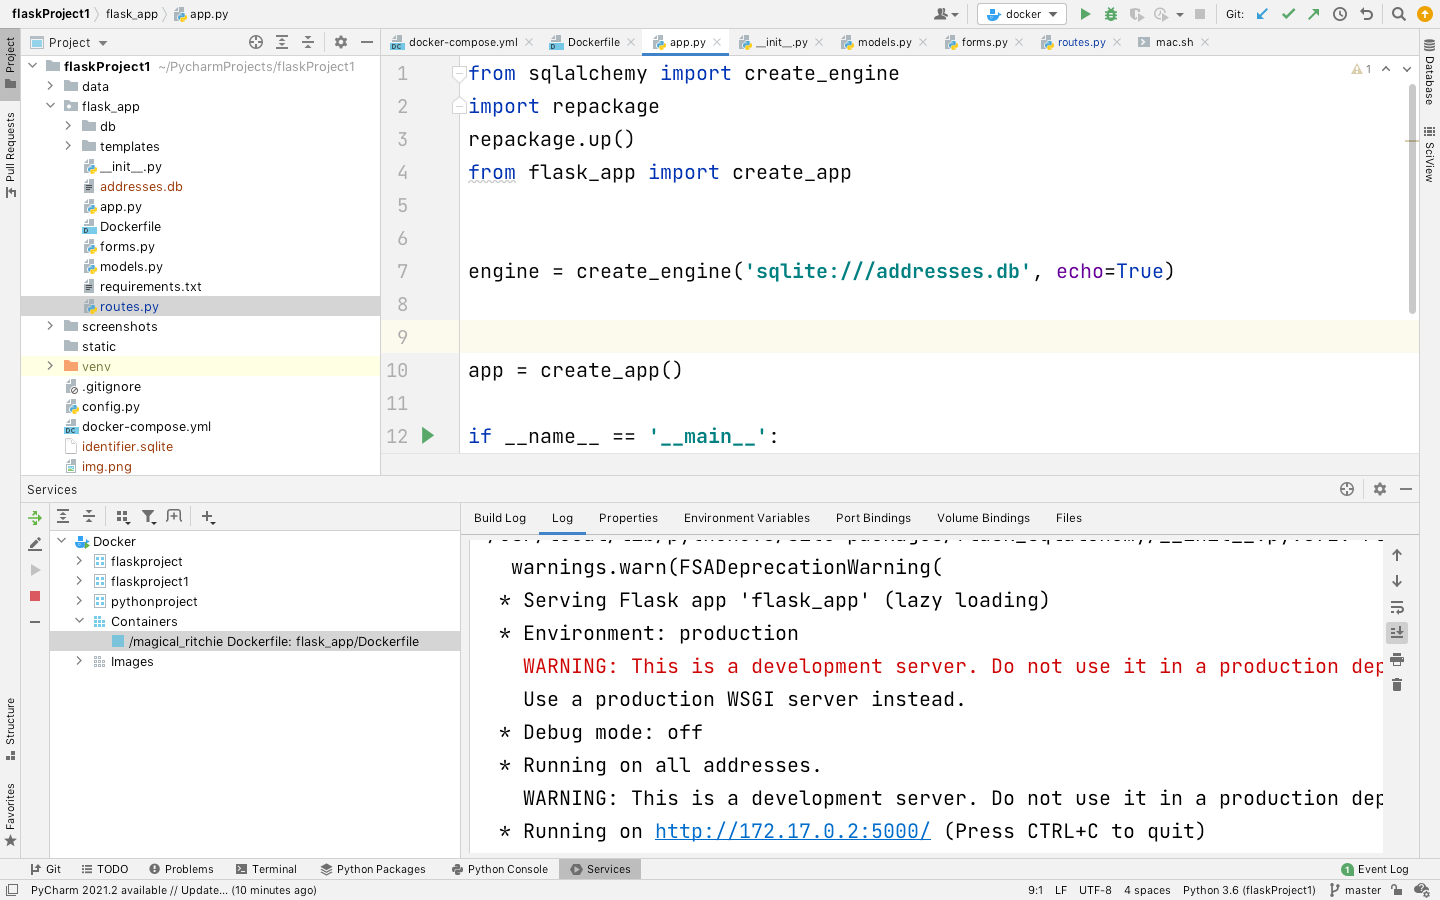 flaskProject1 flask_app app.py docker Git:
Project
docker-compose.yml Dockerfile app.py __init__.py models.py forms.py routes.py mac.sh
Project
Pull Requests
Structure
Favorites
flaskProject1 ~/PycharmProjects/flaskProject1
data
flask_app
db
templates
__init__.py
addresses.db
app.py
Dockerfile
forms.py
models.py
requirements.txt
routes.py
screenshots
static
venv
.gitignore
config.py
docker-compose.yml
identifier.sqlite
img.png
1 from sqlalchemy import create_engine
2 import repackage
3 repackage.up()
4 from flask_app import create_app
5
6
7 engine = create_engine('sqlite:///addresses.db', echo=True)
8
9
10 app = create_app()
11
12 if __name__ == '__main__':
1
Database
SciView
Services
Docker
flaskproject
flaskproject1
pythonproject
Containers
/magical_ritchie Dockerfile: flask_app/Dockerfile
Images
Build Log Log Properties Environment Variables Port Bindings Volume Bindings Files
warnings.warn(FSADeprecationWarning(
* Serving Flask app 'flask_app' (lazy loading)
* Environment: production
WARNING: This is a development server. Do not use it in a production dep
Use a production WSGI server instead.
* Debug mode: off
* Running on all addresses.
WARNING: This is a development server. Do not use it in a production dep
* Running on http://172.17.0.2:5000/ (Press CTRL+C to quit)
Git TODO Problems Terminal Python Packages Python Console Services 1 Event Log
PyCharm 2021.2 available // Update... (10 minutes ago) 9:1 LF UTF-8 4 spaces Python 3.6 (flaskProject1) master